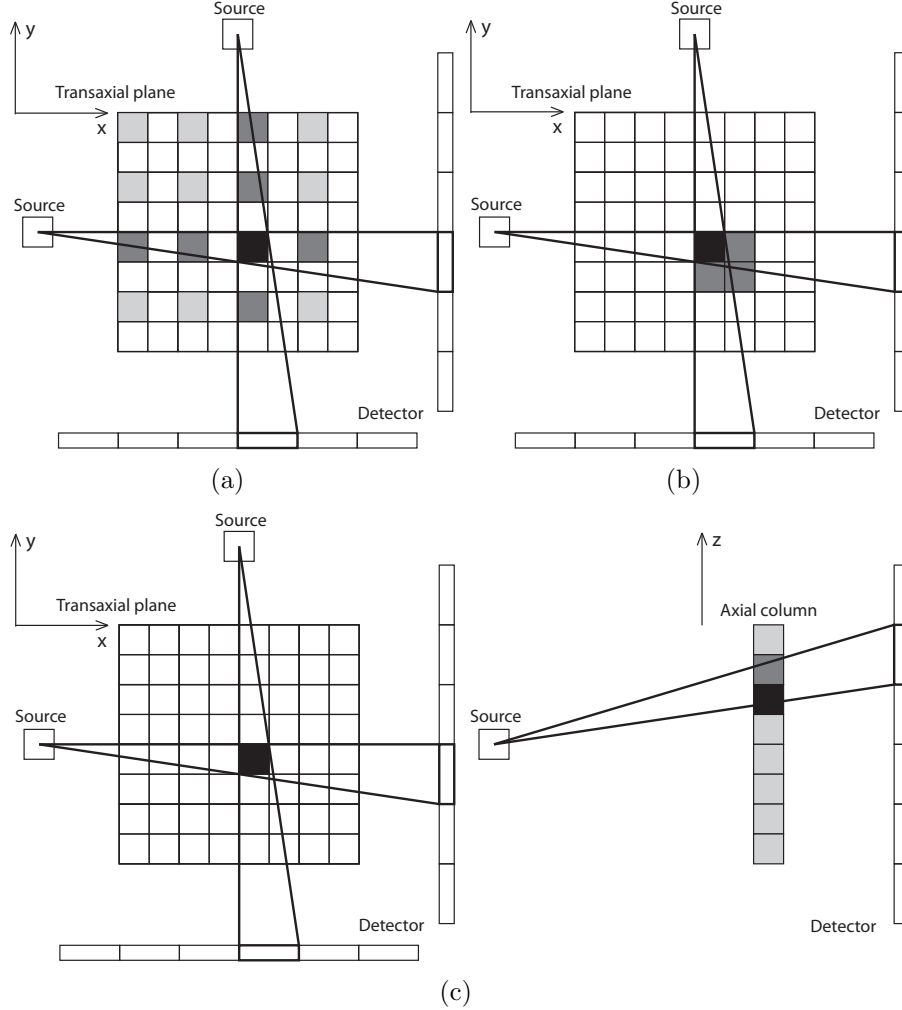 Source
y
Transaxial plane
x
Source
Detector
(a)
Source
y
Transaxial plane
x
Source
Detector
(b)
Source
y
Transaxial plane
x
Source
Detector
z
Axial column
Source
Detector
(c)